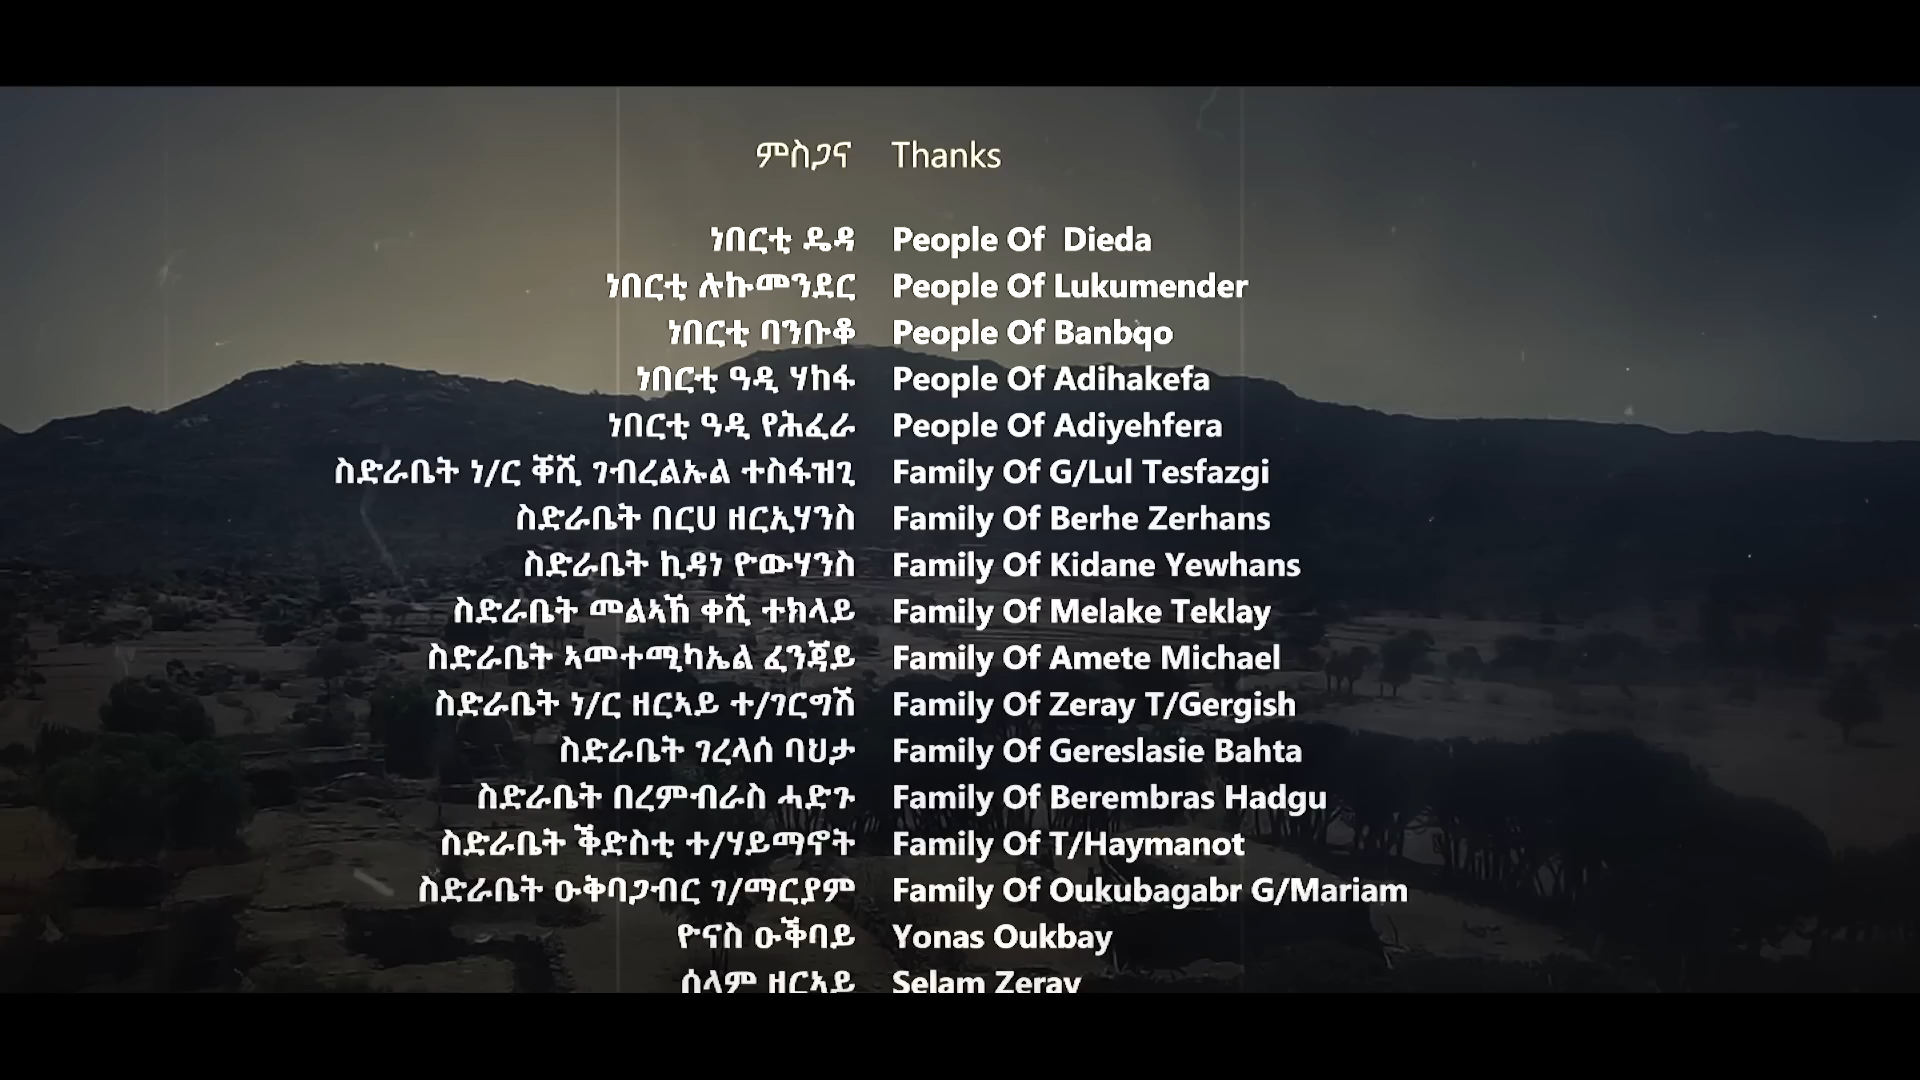 ምስጋና Thanks
ነበርቲ ዴዳ People Of Dieda
ነበርቲ ሉኩመንደር People Of Lukumender
ነበርቲ ባንቡቆ People Of Banbqo
ነበርቲ ዓዲ ሃከፋ People Of Adihakefa
ነበርቲ ዓዲ የሕፈራ People Of Adiyehfera
ስድራቤት ነ/ር ቐሺ ገብረልኡል ተስፋዝጊ Family Of G/Lul Tesfazgi
ስድራቤት በርሀ ዘርኢሃንስ Family Of Berhe Zerhans
ስድራቤት ኪዳነ ዮውሃንስ Family Of Kidane Yewhans
ስድራቤት መልኣኸ ቀሺ ተክላይ Family Of Melake Teklay
ስድራቤት ኣመተሚካኤል ፈንጃይ Family Of Amete Michael
ስድራቤት ነ/ር ዘርኣይ ተ/ገርግሽ Family Of Zeray T/Gergish
ስድራቤት ገረላሰ ባህታ Family Of Gereslasie Bahta
ስድራቤት በረምብራስ ሓድጉ Family Of Berembras Hadgu
ስድራቤት ቅድስቲ ተ/ሃይማኖት Family Of T/Haymanot
ስድራቤት ዑቅባጋብር ገ/ማርያም Family Of Oukubagabr G/Mariam
ዮናስ ዑቕባይ Yonas Oukbay
ሰላም ዘርኣይ Selam Zeray